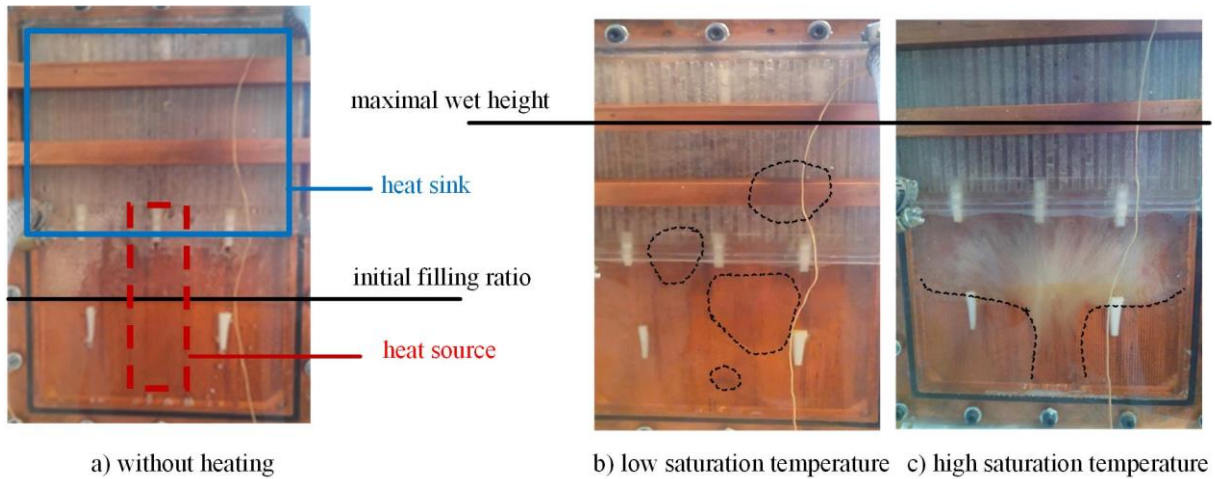 maximal wet height
heat sink
initial filling ratio
heat source
a) without heating
b) low saturation temperature
c) high saturation temperature